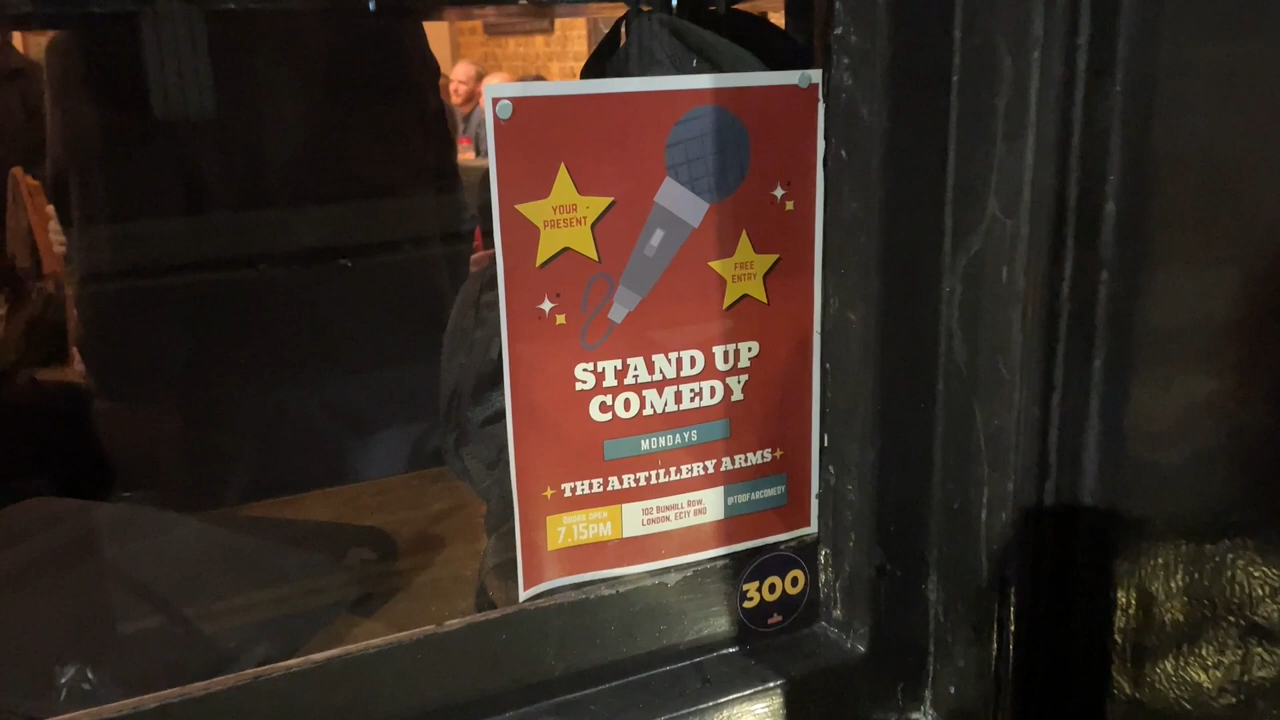 YOUR
PRESENT
FREE
ENTRY
STAND UP
COMEDY
MONDAYS
THE ARTILLERY ARMS
DOORS OPEN
7.15PM
102 BUNHILL ROW,
LONDON, EC1Y 8ND
@TOOFARCOMEDY
300